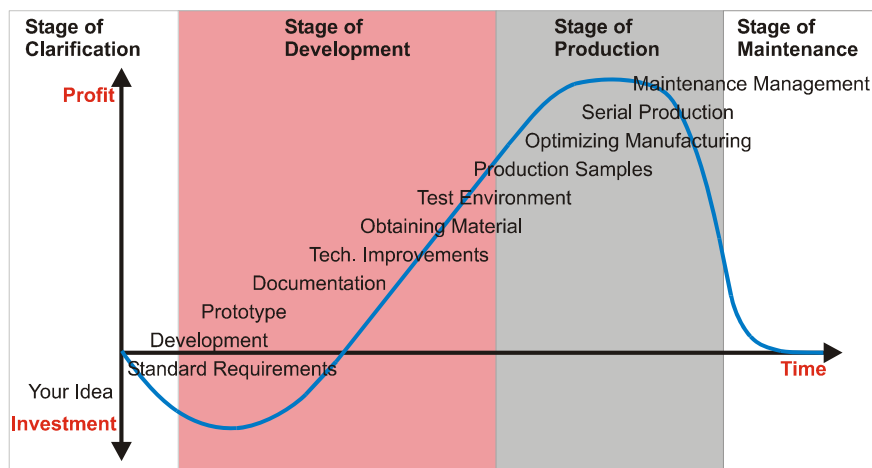 Stage of
Clarification
Stage of
Development
Stage of
Production
Stage of
Maintenance
Profit
Maintenance Management
Serial Production
Optimizing Manufacturing
Production Samples
Test Environment
Obtaining Material
Tech. Improvements
Documentation
Prototype
Development
Standard Requirements
Time
Your Idea
Investment